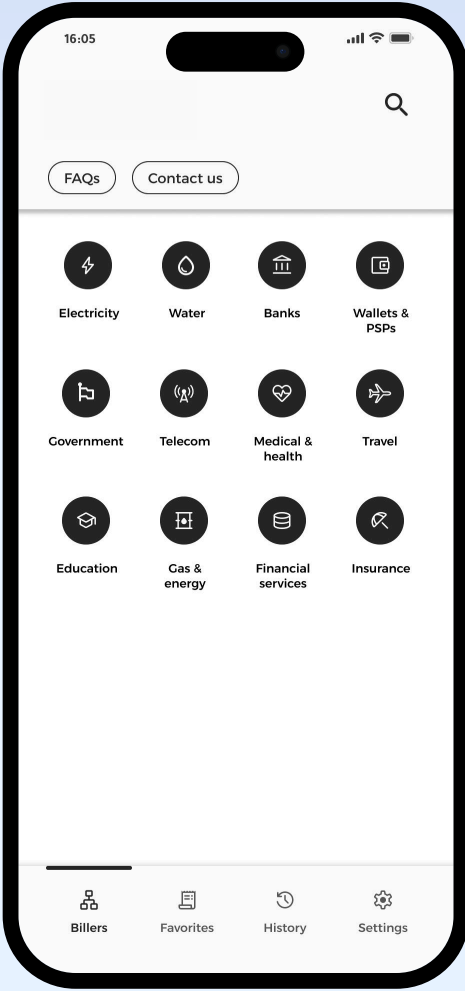 16:05
FAQs
Contact us
Electricity
Water
Banks
Wallets &
PSPs
Government
Telecom
Medical &
health
Travel
Education
Gas &
energy
Financial
services
Insurance
Billers
Favorites
History
Settings